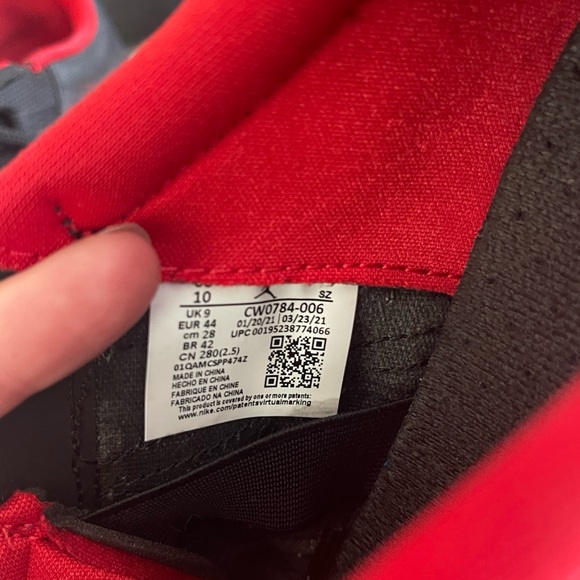 10 SZ
UK 9 CW0784-006
EUR 44 01/20/21 03/23/21
cm 28 UPC 00195238774066
BR 42
CN 280(2.5)
01QAMCSPP474Z
MADE IN CHINA
HECHO EN CHINA
FABRIQUE EN CHINE
FABRICADO NA CHINA
This product is covered by one or more patents:
www.nike.com/patentsvirtualmarking